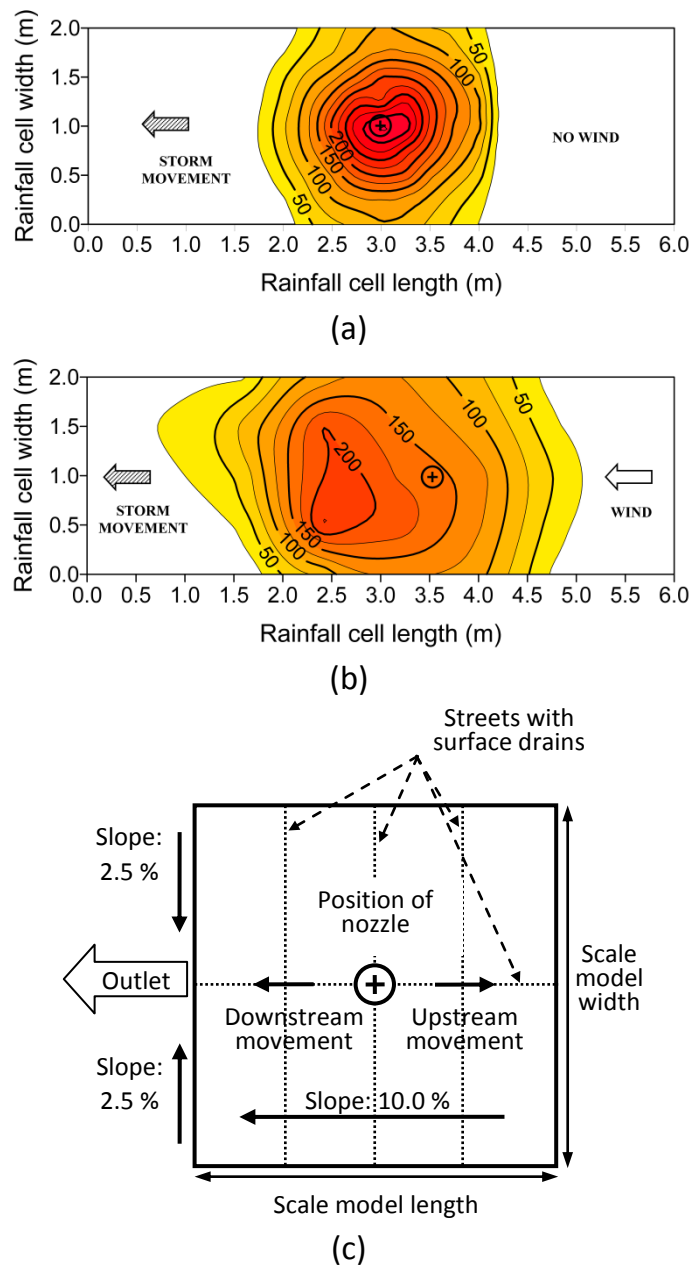 2.0
1.5
1.0
0.5
0.0
Rainfall cell width (m)
50
100
50
200
150
100
50
50
STORM
MOVEMENT
NO WIND
0.0 0.5 1.0 1.5 2.0 2.5 3.0 3.5 4.0 4.5 5.0 5.5 6.0
Rainfall cell length (m)
(a)
2.0
1.5
1.0
0.5
0.0
Rainfall cell width (m)
100
50
150
200
150
100
50
STORM
MOVEMENT
WIND
0.0 0.5 1.0 1.5 2.0 2.5 3.0 3.5 4.0 4.5 5.0 5.5 6.0
Rainfall cell length (m)
(b)
Streets with
surface drains
Slope:
2.5 %
Position of
nozzle
Outlet
Scale
model
width
Downstream
movement
Upstream
movement
Slope:
2.5 %
Slope: 10.0 %
Scale model length
(c)